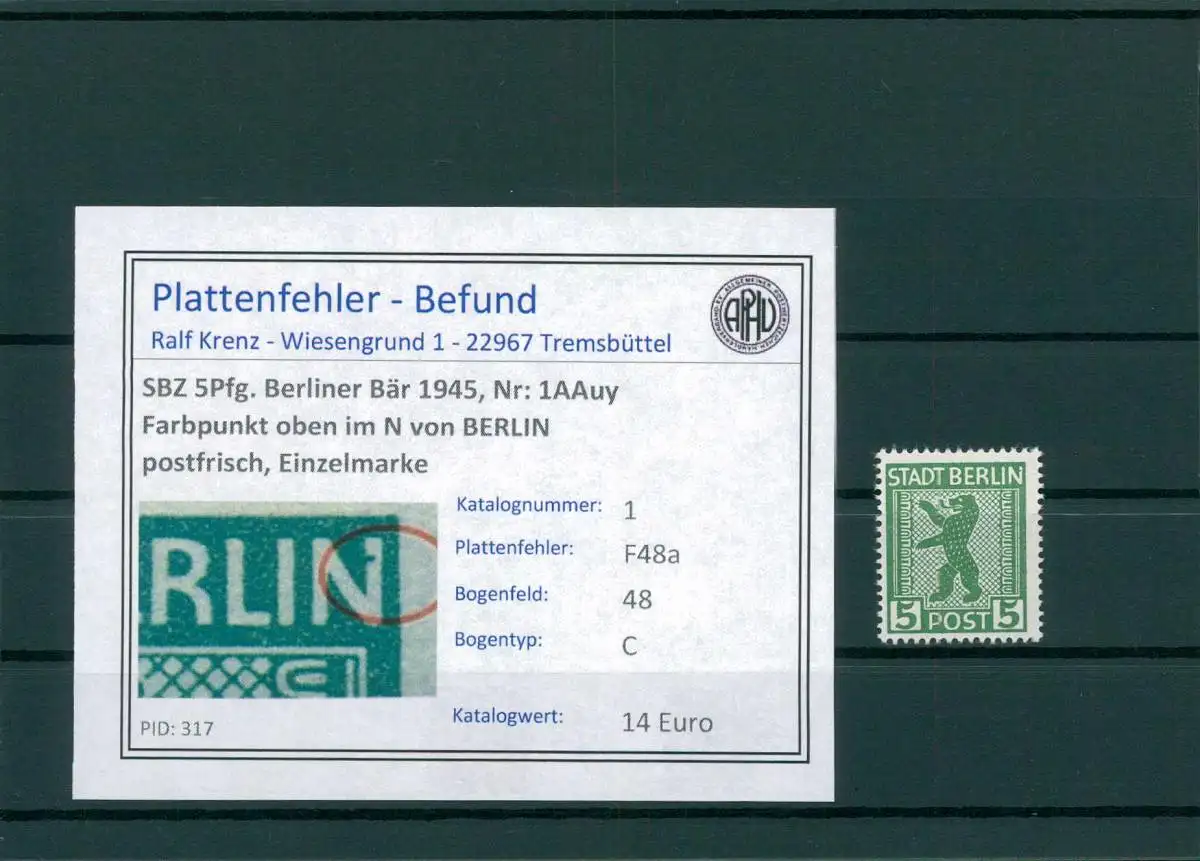 Plattenfehler - Befund
Ralf Krenz - Wiesengrund 1 - 22967 Tremsbüttel
APHV
SBZ 5Pfg. Berliner Bär 1945, Nr: 1AAuy
Farbpunkt oben im N von BERLIN
postfrisch, Einzelmarke
RLIN
Katalognummer: 1
Plattenfehler: F48a
Bogenfeld: 48
Bogentyp: C
Katalogwert: 14 Euro
PID: 317
STADT BERLIN
5 POST 5